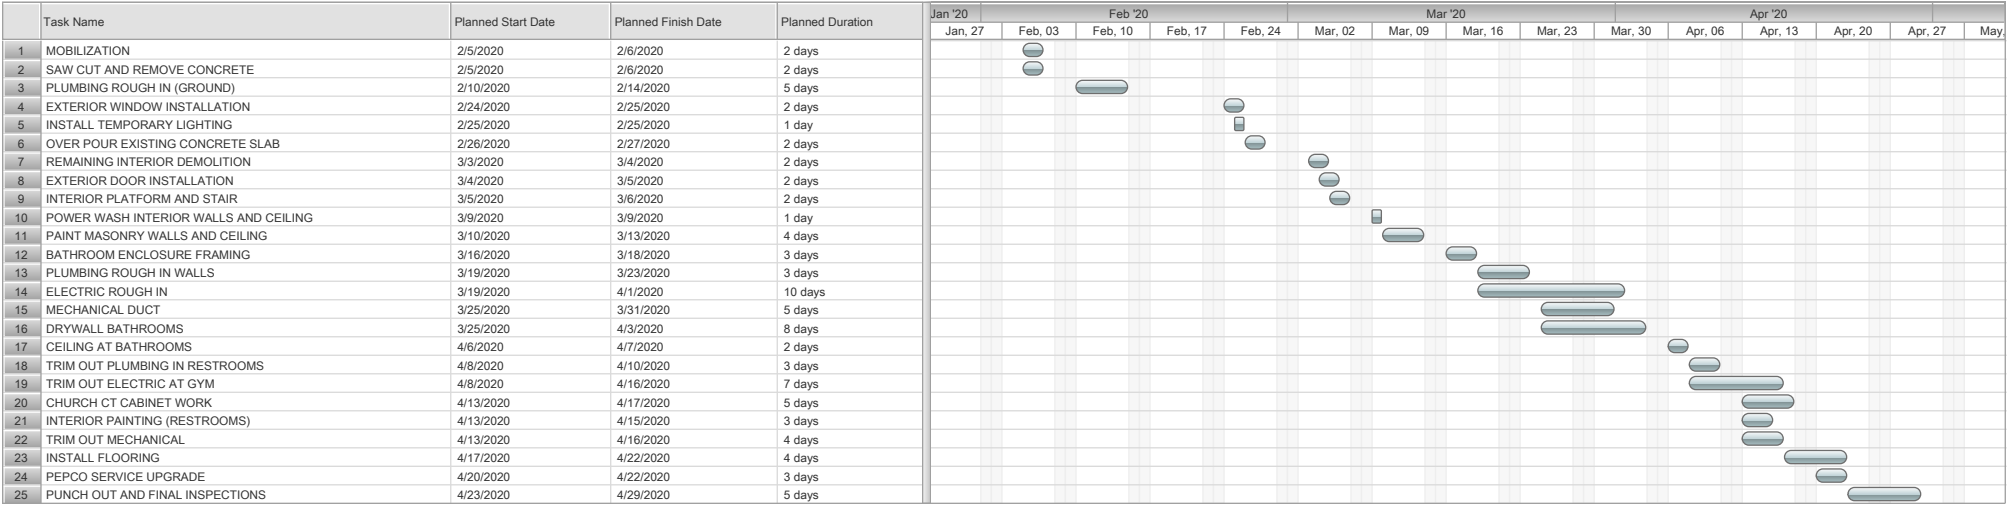 Task Name Planned Start Date Planned Finish Date Planned Duration Jan '20 Feb '20 Mar '20 Apr '20
Jan, 27 Feb, 03 Feb, 10 Feb, 17 Feb, 24 Mar, 02 Mar, 09 Mar, 16 Mar, 23 Mar, 30 Apr, 06 Apr, 13 Apr, 20 Apr, 27 May,
1 MOBILIZATION 2/5/2020 2/6/2020 2 days
2 SAW CUT AND REMOVE CONCRETE 2/5/2020 2/6/2020 2 days
3 PLUMBING ROUGH IN (GROUND) 2/10/2020 2/14/2020 5 days
4 EXTERIOR WINDOW INSTALLATION 2/24/2020 2/25/2020 2 days
5 INSTALL TEMPORARY LIGHTING 2/25/2020 2/25/2020 1 day
6 OVER POUR EXISTING CONCRETE SLAB 2/26/2020 2/27/2020 2 days
7 REMAINING INTERIOR DEMOLITION 3/3/2020 3/4/2020 2 days
8 EXTERIOR DOOR INSTALLATION 3/4/2020 3/5/2020 2 days
9 INTERIOR PLATFORM AND STAIR 3/5/2020 3/6/2020 2 days
10 POWER WASH INTERIOR WALLS AND CEILING 3/9/2020 3/9/2020 1 day
11 PAINT MASONRY WALLS AND CEILING 3/10/2020 3/13/2020 4 days
12 BATHROOM ENCLOSURE FRAMING 3/16/2020 3/18/2020 3 days
13 PLUMBING ROUGH IN WALLS 3/19/2020 3/23/2020 3 days
14 ELECTRIC ROUGH IN 3/19/2020 4/1/2020 10 days
15 MECHANICAL DUCT 3/25/2020 3/31/2020 5 days
16 DRYWALL BATHROOMS 3/25/2020 4/3/2020 8 days
17 CEILING AT BATHROOMS 4/6/2020 4/7/2020 2 days
18 TRIM OUT PLUMBING IN RESTROOMS 4/8/2020 4/10/2020 3 days
19 TRIM OUT ELECTRIC AT GYM 4/8/2020 4/16/2020 7 days
20 CHURCH CT CABINET WORK 4/13/2020 4/17/2020 5 days
21 INTERIOR PAINTING (RESTROOMS) 4/13/2020 4/15/2020 3 days
22 TRIM OUT MECHANICAL 4/13/2020 4/16/2020 4 days
23 INSTALL FLOORING 4/17/2020 4/22/2020 4 days
24 PEPCO SERVICE UPGRADE 4/20/2020 4/22/2020 3 days
25 PUNCH OUT AND FINAL INSPECTIONS 4/23/2020 4/29/2020 5 days